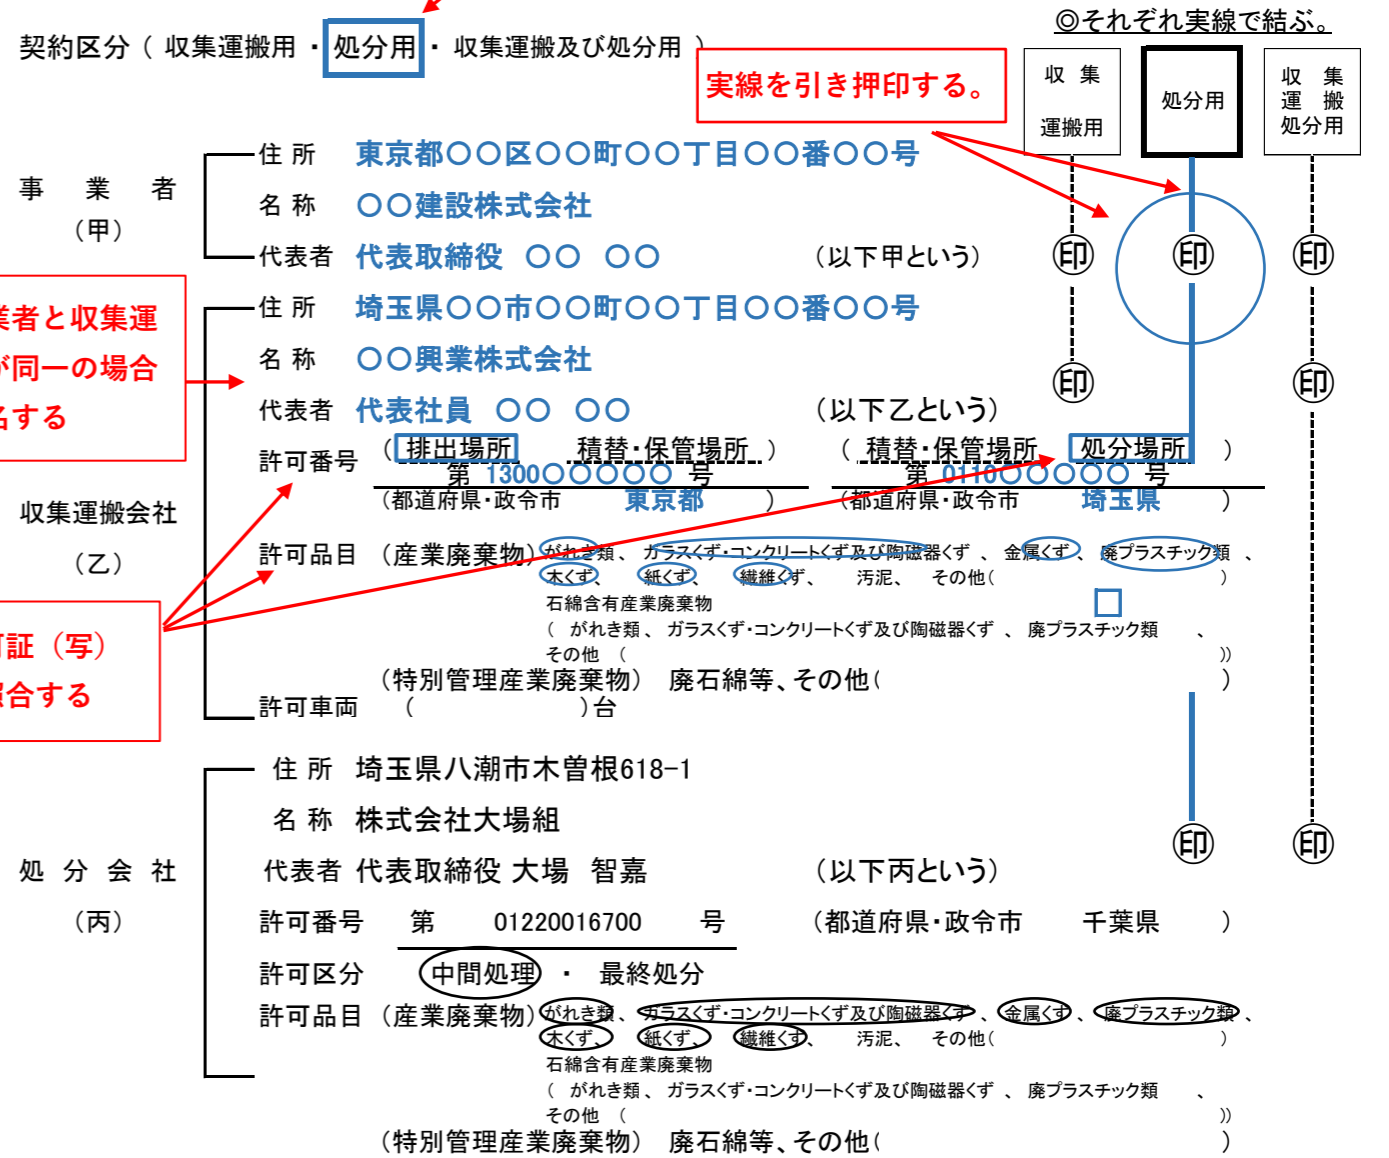 ◎それぞれ実線で結ぶ。
契約区分（ 収集運搬用 ・ 処分用 ・ 収集運搬及び処分用 ）
実線を引き押印する。
収 集
運搬用
処分用
収 集
運 搬
処分用
事 業 者
（甲）
住 所 東京都〇〇区〇〇町〇〇丁目〇〇番〇〇号
名 称 〇〇建設株式会社
代表者 代表取締役 〇〇 〇〇 （以下甲という） ㊞ ㊞ ㊞
業者と収集運
が同一の場合
名する
住 所 埼玉県〇〇市〇〇町〇〇丁目〇〇番〇〇号
名 称 〇〇興業株式会社
㊞ ㊞
代表者 代表社員 〇〇 〇〇 （以下乙という）
収集運搬会社
（乙）
許可番号 （ 排出場所 積替・保管場所 ） （ 積替・保管場所 処分場所 ）
第 1300〇〇〇〇〇 号 第 0110〇〇〇〇〇 号
（都道府県・政令市 東京都 ） （都道府県・政令市 埼玉県 ）
許可品目 （産業廃棄物） がれき類、 ガラスくず・コンクリートくず及び陶磁器くず 、 金属くず 、 廃プラスチック類 、
木くず、 紙くず、 繊維くず、 汚泥、 その他（ ）
石綿含有産業廃棄物
（ がれき類 、 ガラスくず・コンクリートくず及び陶磁器くず 、 廃プラスチック類 、
その他 （ ））
（特別管理産業廃棄物） 廃石綿等、その他（ ）
許可車両 （ ）台
可証（写）
照合する
処 分 会 社
（丙）
住 所 埼玉県八潮市木曽根618-1
名 称 株式会社大場組
㊞ ㊞
代表者 代表取締役 大場 智嘉 （以下丙という）
許可番号 第 01220016700 号 （都道府県・政令市 千葉県 ）
許可区分 中間処理 ・ 最終処分
許可品目 （産業廃棄物） がれき類、 ガラスくず・コンクリートくず及び陶磁器くず 、 金属くず 、 廃プラスチック類 、
木くず、 紙くず、 繊維くず、 汚泥、 その他（ ）
石綿含有産業廃棄物
（ がれき類 、 ガラスくず・コンクリートくず及び陶磁器くず 、 廃プラスチック類 、
その他 （ ））
（特別管理産業廃棄物） 廃石綿等、その他（ ）